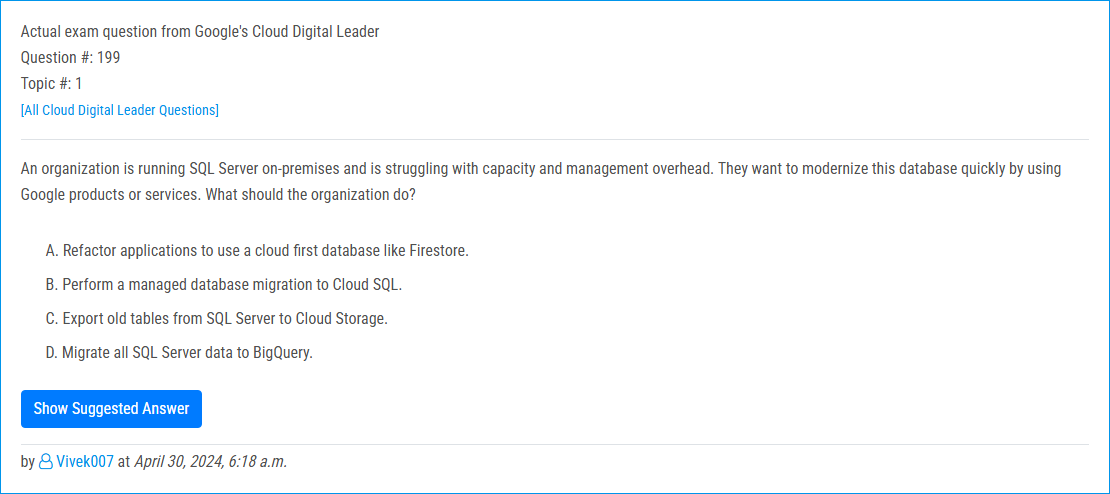 Actual exam question from Google's Cloud Digital Leader
Question #: 199
Topic #: 1
[All Cloud Digital Leader Questions]
An organization is running SQL Server on-premises and is struggling with capacity and management overhead. They want to modernize this database quickly by using
Google products or services. What should the organization do?
A. Refactor applications to use a cloud first database like Firestore.
B. Perform a managed database migration to Cloud SQL.
C. Export old tables from SQL Server to Cloud Storage.
D. Migrate all SQL Server data to BigQuery.
Show Suggested Answer
by Vivek007 at April 30, 2024, 6:18 a.m.